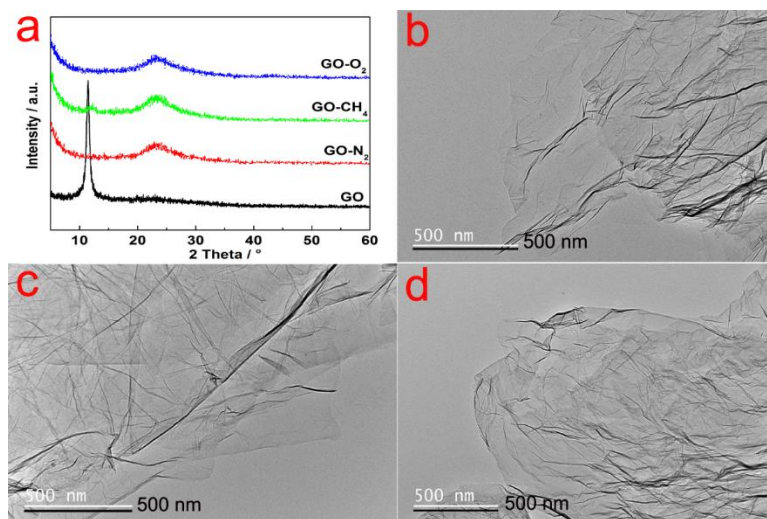 a
Intensity / a.u.
GO-O₂
GO-CH₄
GO-N₂
GO
10 20 30 40 50 60
2 Theta / °
b
500 nm
500 nm
c
500 nm
500 nm
d
500 nm
500 nm